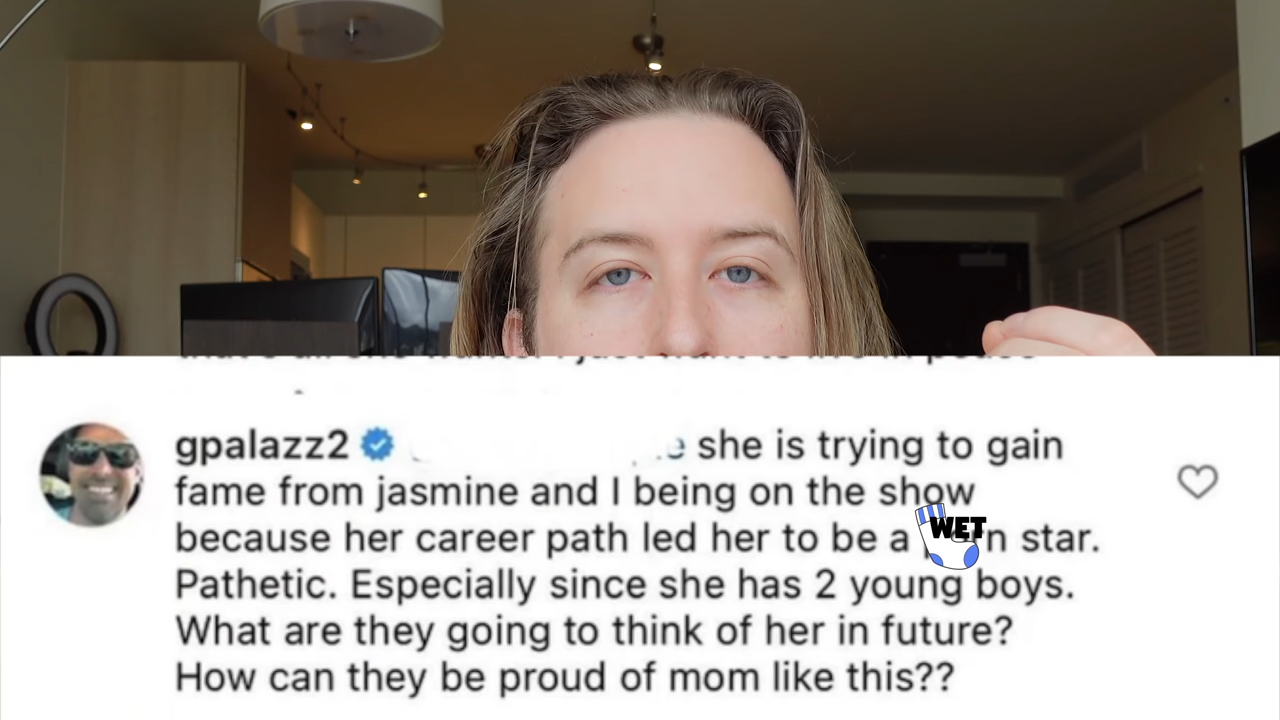 gpalazz2 she is trying to gain
fame from jasmine and I being on the show
because her career path led her to be a WET n star.
Pathetic. Especially since she has 2 young boys.
What are they going to think of her in future?
How can they be proud of mom like this??